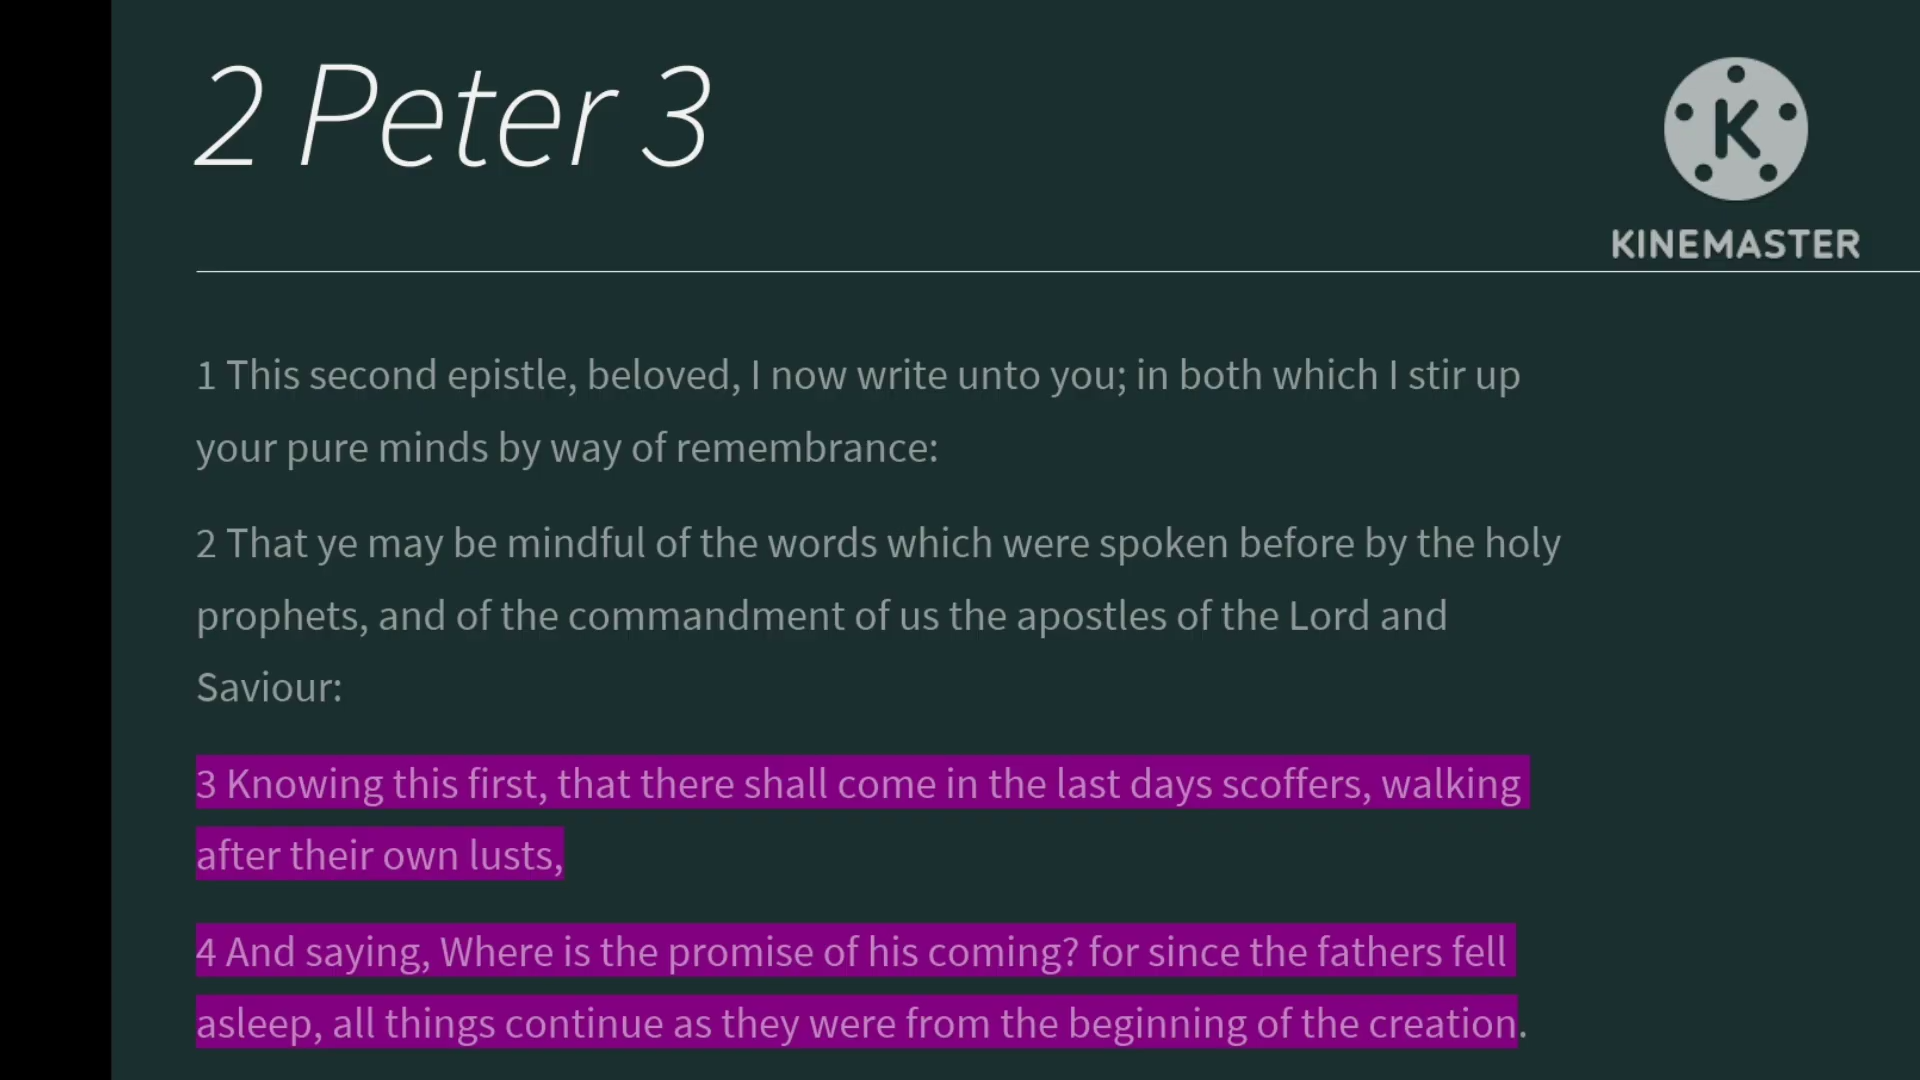 2 Peter 3
K
KINEMASTER
1 This second epistle, beloved, I now write unto you; in both which I stir up
your pure minds by way of remembrance:
2 That ye may be mindful of the words which were spoken before by the holy
prophets, and of the commandment of us the apostles of the Lord and
Saviour:
3 Knowing this first, that there shall come in the last days scoffers, walking
after their own lusts,
4 And saying, Where is the promise of his coming? for since the fathers fell
asleep, all things continue as they were from the beginning of the creation.